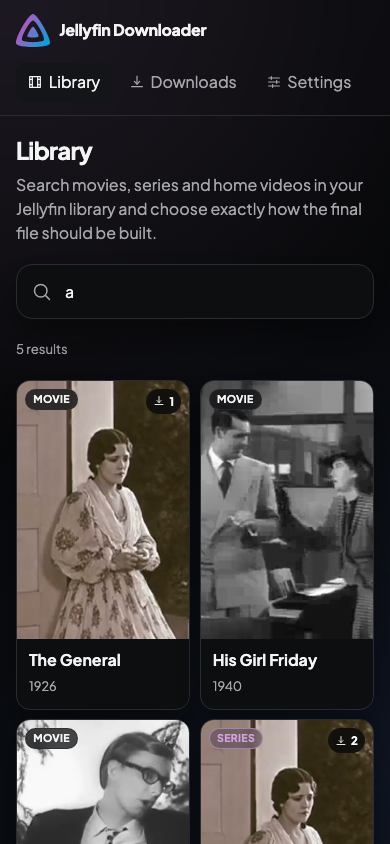 Jellyfin Downloader
Library Downloads Settings
Library
Search movies, series and home videos in your
Jellyfin library and choose exactly how the final
file should be built.
a
5 results
MOVIE 1
MOVIE
The General
1926
His Girl Friday
1940
MOVIE
SERIES 2